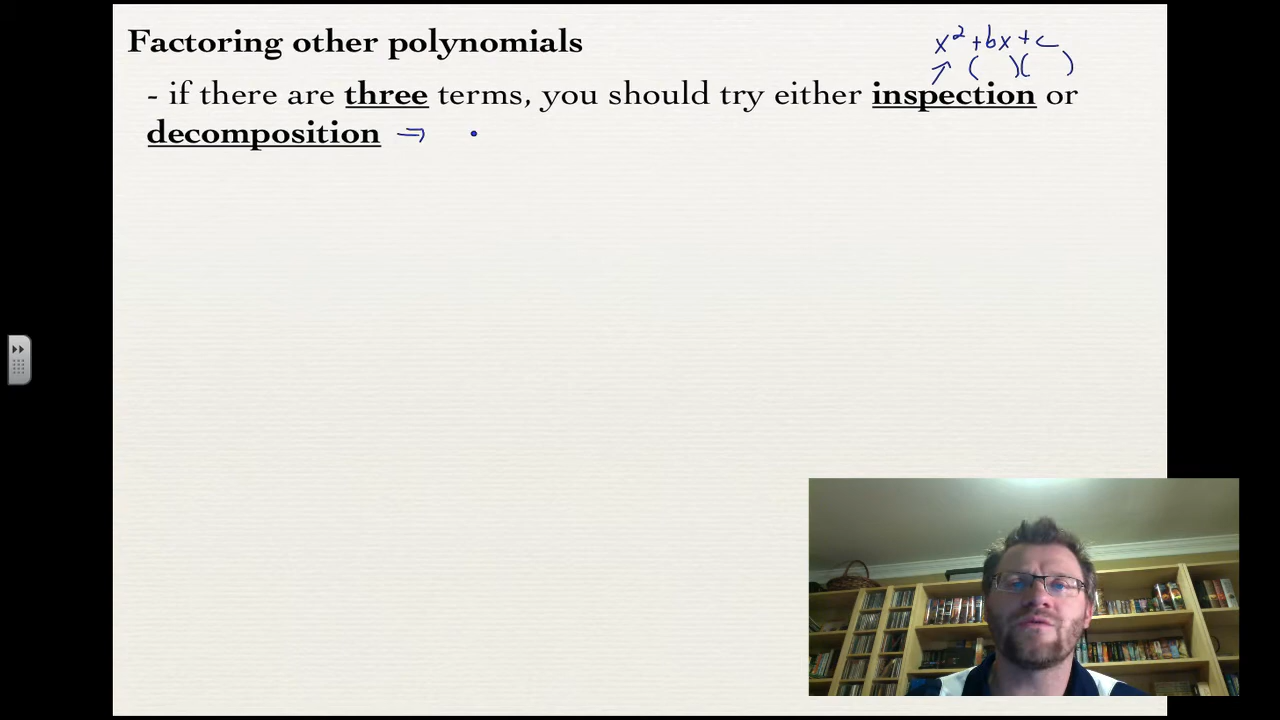 Factoring other polynomials
x² + bx + c
( )( )
- if there are three terms, you should try either inspection or
decomposition ⇒